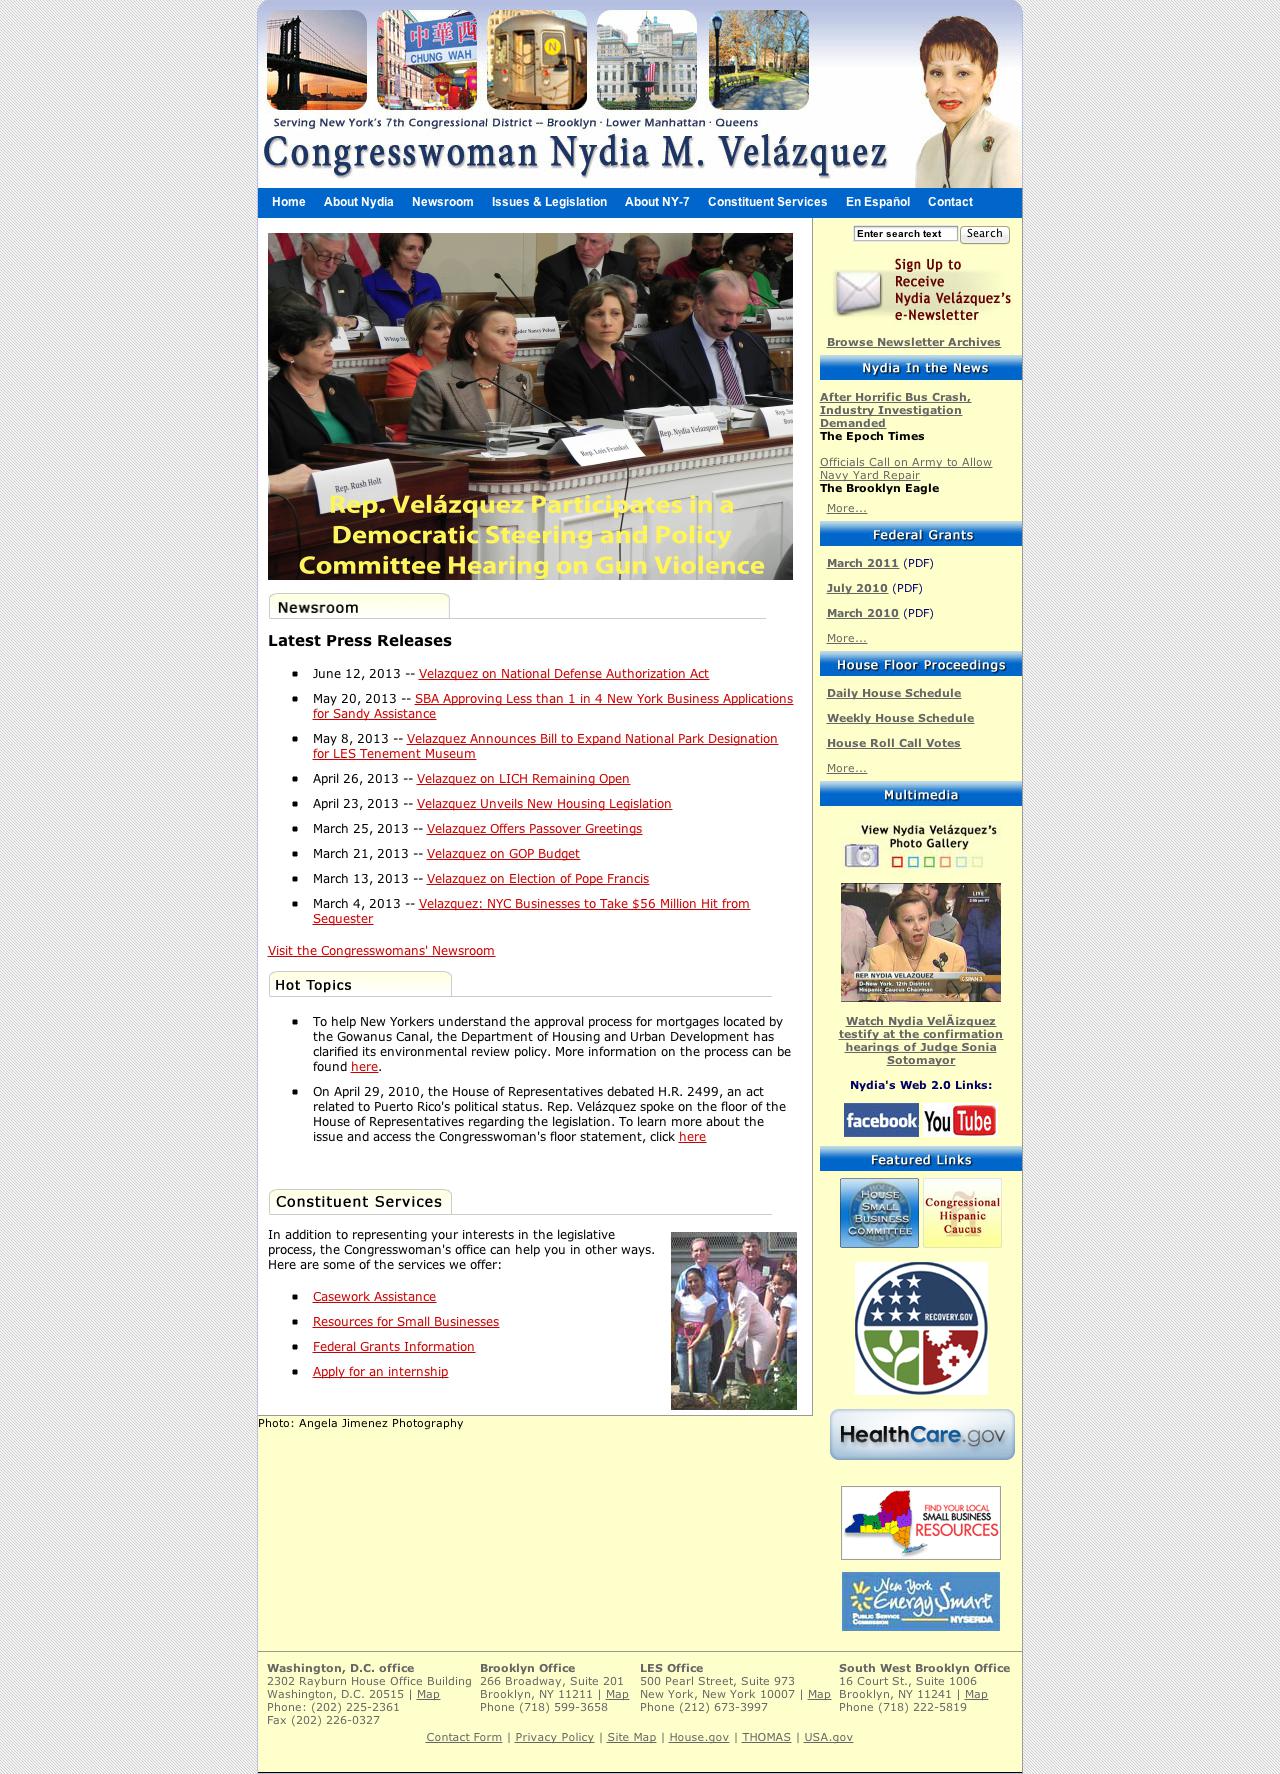 中華西
CHUNG WAH
N
Serving New York's 7th Congressional District -- Brooklyn · Lower Manhattan · Queens
Congresswoman Nydia M. Velázquez
Home About Nydia Newsroom Issues & Legislation About NY-7 Constituent Services En Español Contact
Enter search text Search
Sign Up to
Receive
Nydia Velázquez's
e-Newsletter
Browse Newsletter Archives
Nydia In the News
After Horrific Bus Crash,
Industry Investigation
Demanded
The Epoch Times
Officials Call on Army to Allow
Navy Yard Repair
The Brooklyn Eagle
More...
Federal Grants
March 2011 (PDF)
July 2010 (PDF)
March 2010 (PDF)
More...
House Floor Proceedings
Daily House Schedule
Weekly House Schedule
House Roll Call Votes
More...
Multimedia
View Nydia Velázquez's
Photo Gallery
LIVE
REP. NYDIA VELAZQUEZ
D-New York, 12th District
Hispanic Caucus Chairman
C-SPAN 3
Watch Nydia VelÃizquez
testify at the confirmation
hearings of Judge Sonia
Sotomayor
Nydia's Web 2.0 Links:
facebook YouTube
Featured Links
House
Small
Business
Committee
Congressional
Hispanic
Caucus
RECOVERY.GOV
HealthCare.gov
FIND YOUR LOCAL
SMALL BUSINESS
RESOURCES
New York
Energy $mart
PUBLIC SERVICE
COMMISSION
NYSERDA
Whip
Nancy Pelosi
Rep. Nydia Velazquez
Rep. Lois Frankel
Rep. Rush Holt
Rep. Velázquez Participates in a
Democratic Steering and Policy
Committee Hearing on Gun Violence
Newsroom
Latest Press Releases
June 12, 2013 -- Velazquez on National Defense Authorization Act
May 20, 2013 -- SBA Approving Less than 1 in 4 New York Business Applications
for Sandy Assistance
May 8, 2013 -- Velazquez Announces Bill to Expand National Park Designation
for LES Tenement Museum
April 26, 2013 -- Velazquez on LICH Remaining Open
April 23, 2013 -- Velazquez Unveils New Housing Legislation
March 25, 2013 -- Velazquez Offers Passover Greetings
March 21, 2013 -- Velazquez on GOP Budget
March 13, 2013 -- Velazquez on Election of Pope Francis
March 4, 2013 -- Velazquez: NYC Businesses to Take $56 Million Hit from
Sequester
Visit the Congresswomans' Newsroom
Hot Topics
To help New Yorkers understand the approval process for mortgages located by
the Gowanus Canal, the Department of Housing and Urban Development has
clarified its environmental review policy. More information on the process can be
found here.
On April 29, 2010, the House of Representatives debated H.R. 2499, an act
related to Puerto Rico's political status. Rep. Velázquez spoke on the floor of the
House of Representatives regarding the legislation. To learn more about the
issue and access the Congresswoman's floor statement, click here
Constituent Services
In addition to representing your interests in the legislative
process, the Congresswoman's office can help you in other ways.
Here are some of the services we offer:
Casework Assistance
Resources for Small Businesses
Federal Grants Information
Apply for an internship
Photo: Angela Jimenez Photography
Washington, D.C. office
2302 Rayburn House Office Building
Washington, D.C. 20515 | Map
Phone: (202) 225-2361
Fax (202) 226-0327
Brooklyn Office
266 Broadway, Suite 201
Brooklyn, NY 11211 | Map
Phone (718) 599-3658
LES Office
500 Pearl Street, Suite 973
New York, New York 10007 | Map
Phone (212) 673-3997
South West Brooklyn Office
16 Court St., Suite 1006
Brooklyn, NY 11241 | Map
Phone (718) 222-5819
Contact Form | Privacy Policy | Site Map | House.gov | THOMAS | USA.gov